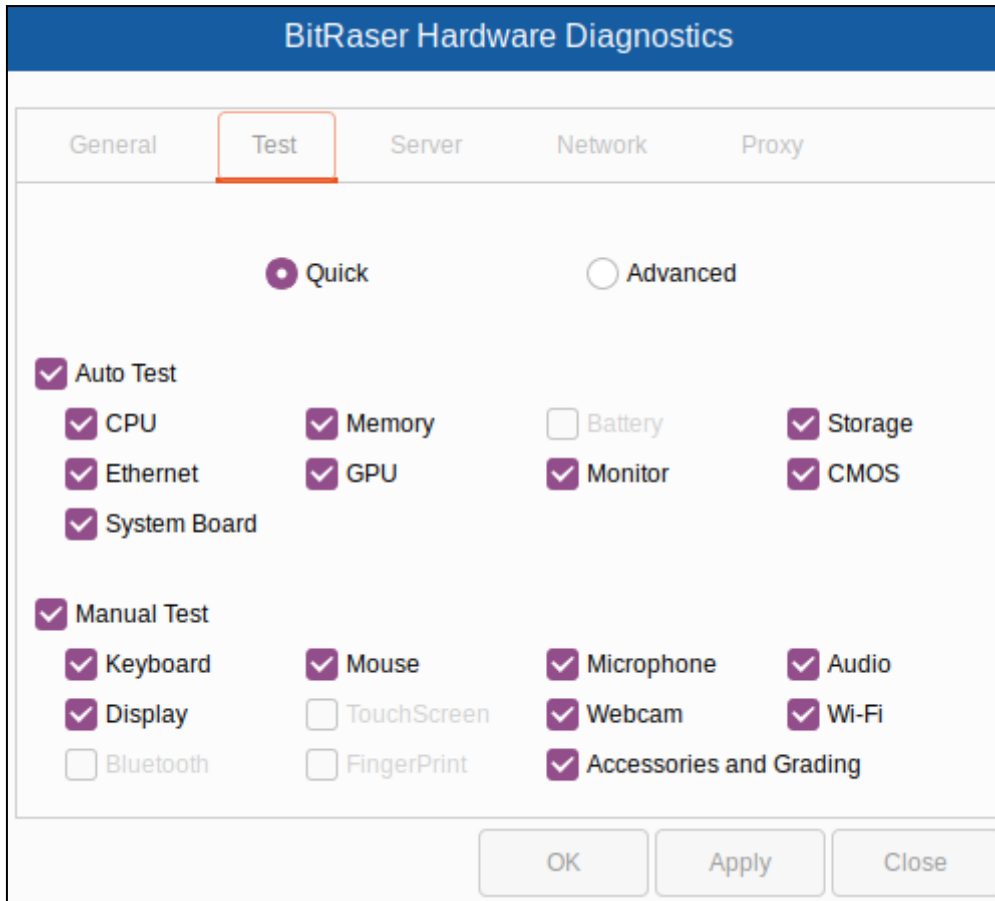 BitRaser Hardware Diagnostics
General Test Server Network Proxy
Quick Advanced
Auto Test
CPU Memory Battery Storage
Ethernet GPU Monitor CMOS
System Board
Manual Test
Keyboard Mouse Microphone Audio
Display TouchScreen Webcam Wi-Fi
Bluetooth FingerPrint Accessories and Grading
OK Apply Close